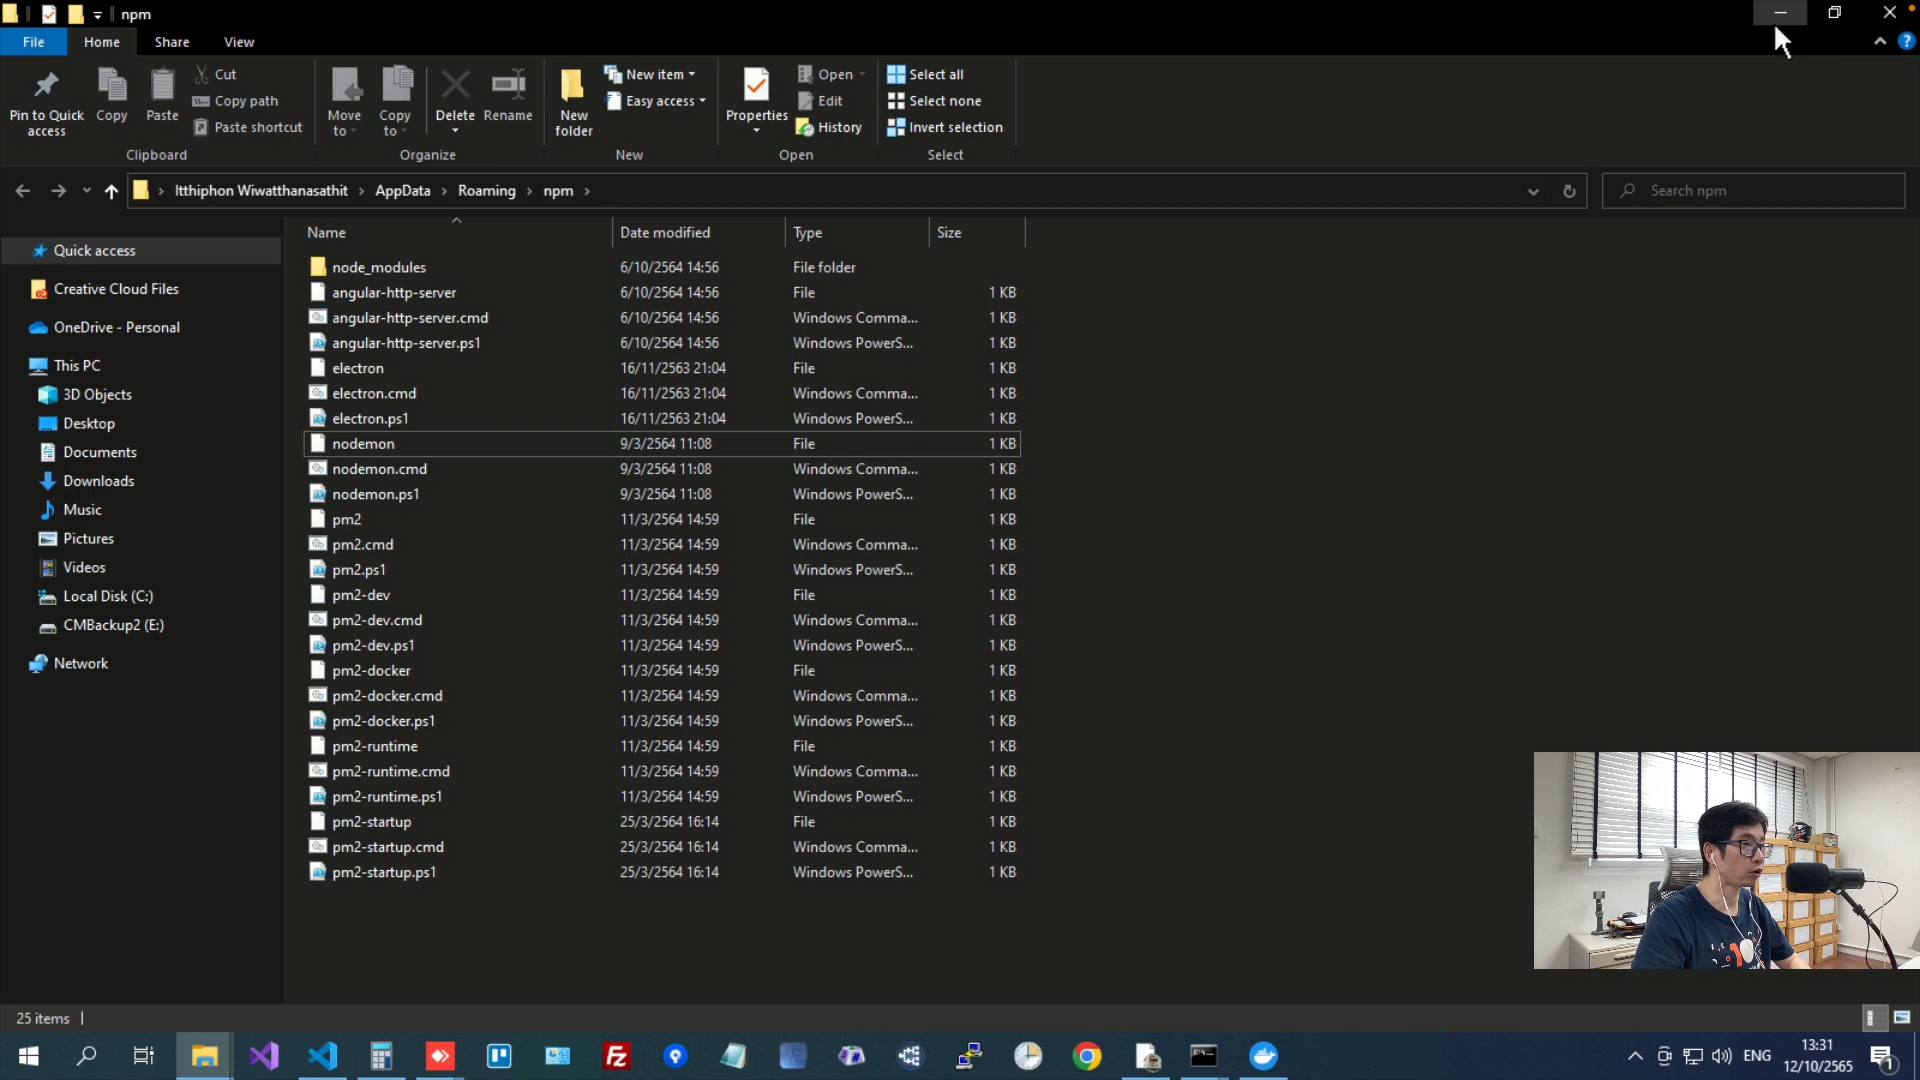 npm
File Home Share View
Pin to Quick access
Copy
Paste
Cut
Copy path
Paste shortcut
Clipboard
Move to
Copy to
Delete
Rename
Organize
New folder
New item
Easy access
New
Properties
Open
Edit
History
Open
Select all
Select none
Invert selection
Select
Itthiphon Wiwatthanasathit > AppData > Roaming > npm >
Search npm
Quick access
Creative Cloud Files
OneDrive - Personal
This PC
3D Objects
Desktop
Documents
Downloads
Music
Pictures
Videos
Local Disk (C:)
CMBackup2 (E:)
Network
Name Date modified Type Size
node_modules 6/10/2564 14:56 File folder
angular-http-server 6/10/2564 14:56 File 1 KB
angular-http-server.cmd 6/10/2564 14:56 Windows Comma... 1 KB
angular-http-server.ps1 6/10/2564 14:56 Windows PowerS... 1 KB
electron 16/11/2563 21:04 File 1 KB
electron.cmd 16/11/2563 21:04 Windows Comma... 1 KB
electron.ps1 16/11/2563 21:04 Windows PowerS... 1 KB
nodemon 9/3/2564 11:08 File 1 KB
nodemon.cmd 9/3/2564 11:08 Windows Comma... 1 KB
nodemon.ps1 9/3/2564 11:08 Windows PowerS... 1 KB
pm2 11/3/2564 14:59 File 1 KB
pm2.cmd 11/3/2564 14:59 Windows Comma... 1 KB
pm2.ps1 11/3/2564 14:59 Windows PowerS... 1 KB
pm2-dev 11/3/2564 14:59 File 1 KB
pm2-dev.cmd 11/3/2564 14:59 Windows Comma... 1 KB
pm2-dev.ps1 11/3/2564 14:59 Windows PowerS... 1 KB
pm2-docker 11/3/2564 14:59 File 1 KB
pm2-docker.cmd 11/3/2564 14:59 Windows Comma... 1 KB
pm2-docker.ps1 11/3/2564 14:59 Windows PowerS... 1 KB
pm2-runtime 11/3/2564 14:59 File 1 KB
pm2-runtime.cmd 11/3/2564 14:59 Windows Comma... 1 KB
pm2-runtime.ps1 11/3/2564 14:59 Windows PowerS... 1 KB
pm2-startup 25/3/2564 16:14 File 1 KB
pm2-startup.cmd 25/3/2564 16:14 Windows Comma... 1 KB
pm2-startup.ps1 25/3/2564 16:14 Windows PowerS... 1 KB
25 items
ENG
13:31
12/10/2565
1